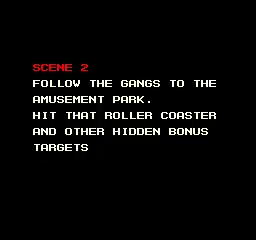 SCENE 2
FOLLOW THE GANGS TO THE
AMUSEMENT PARK.
HIT THAT ROLLER COASTER
AND OTHER HIDDEN BONUS
TARGETS